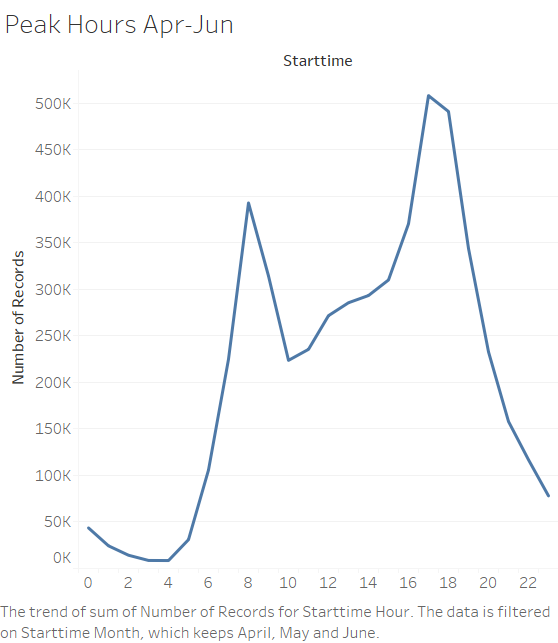 Peak Hours Apr-Jun
Starttime
Number of Records
500K
450K
400K
350K
300K
250K
200K
150K
100K
50K
0K
0 2 4 6 8 10 12 14 16 18 20 22
The trend of sum of Number of Records for Starttime Hour. The data is filtered
on Starttime Month, which keeps April, May and June.